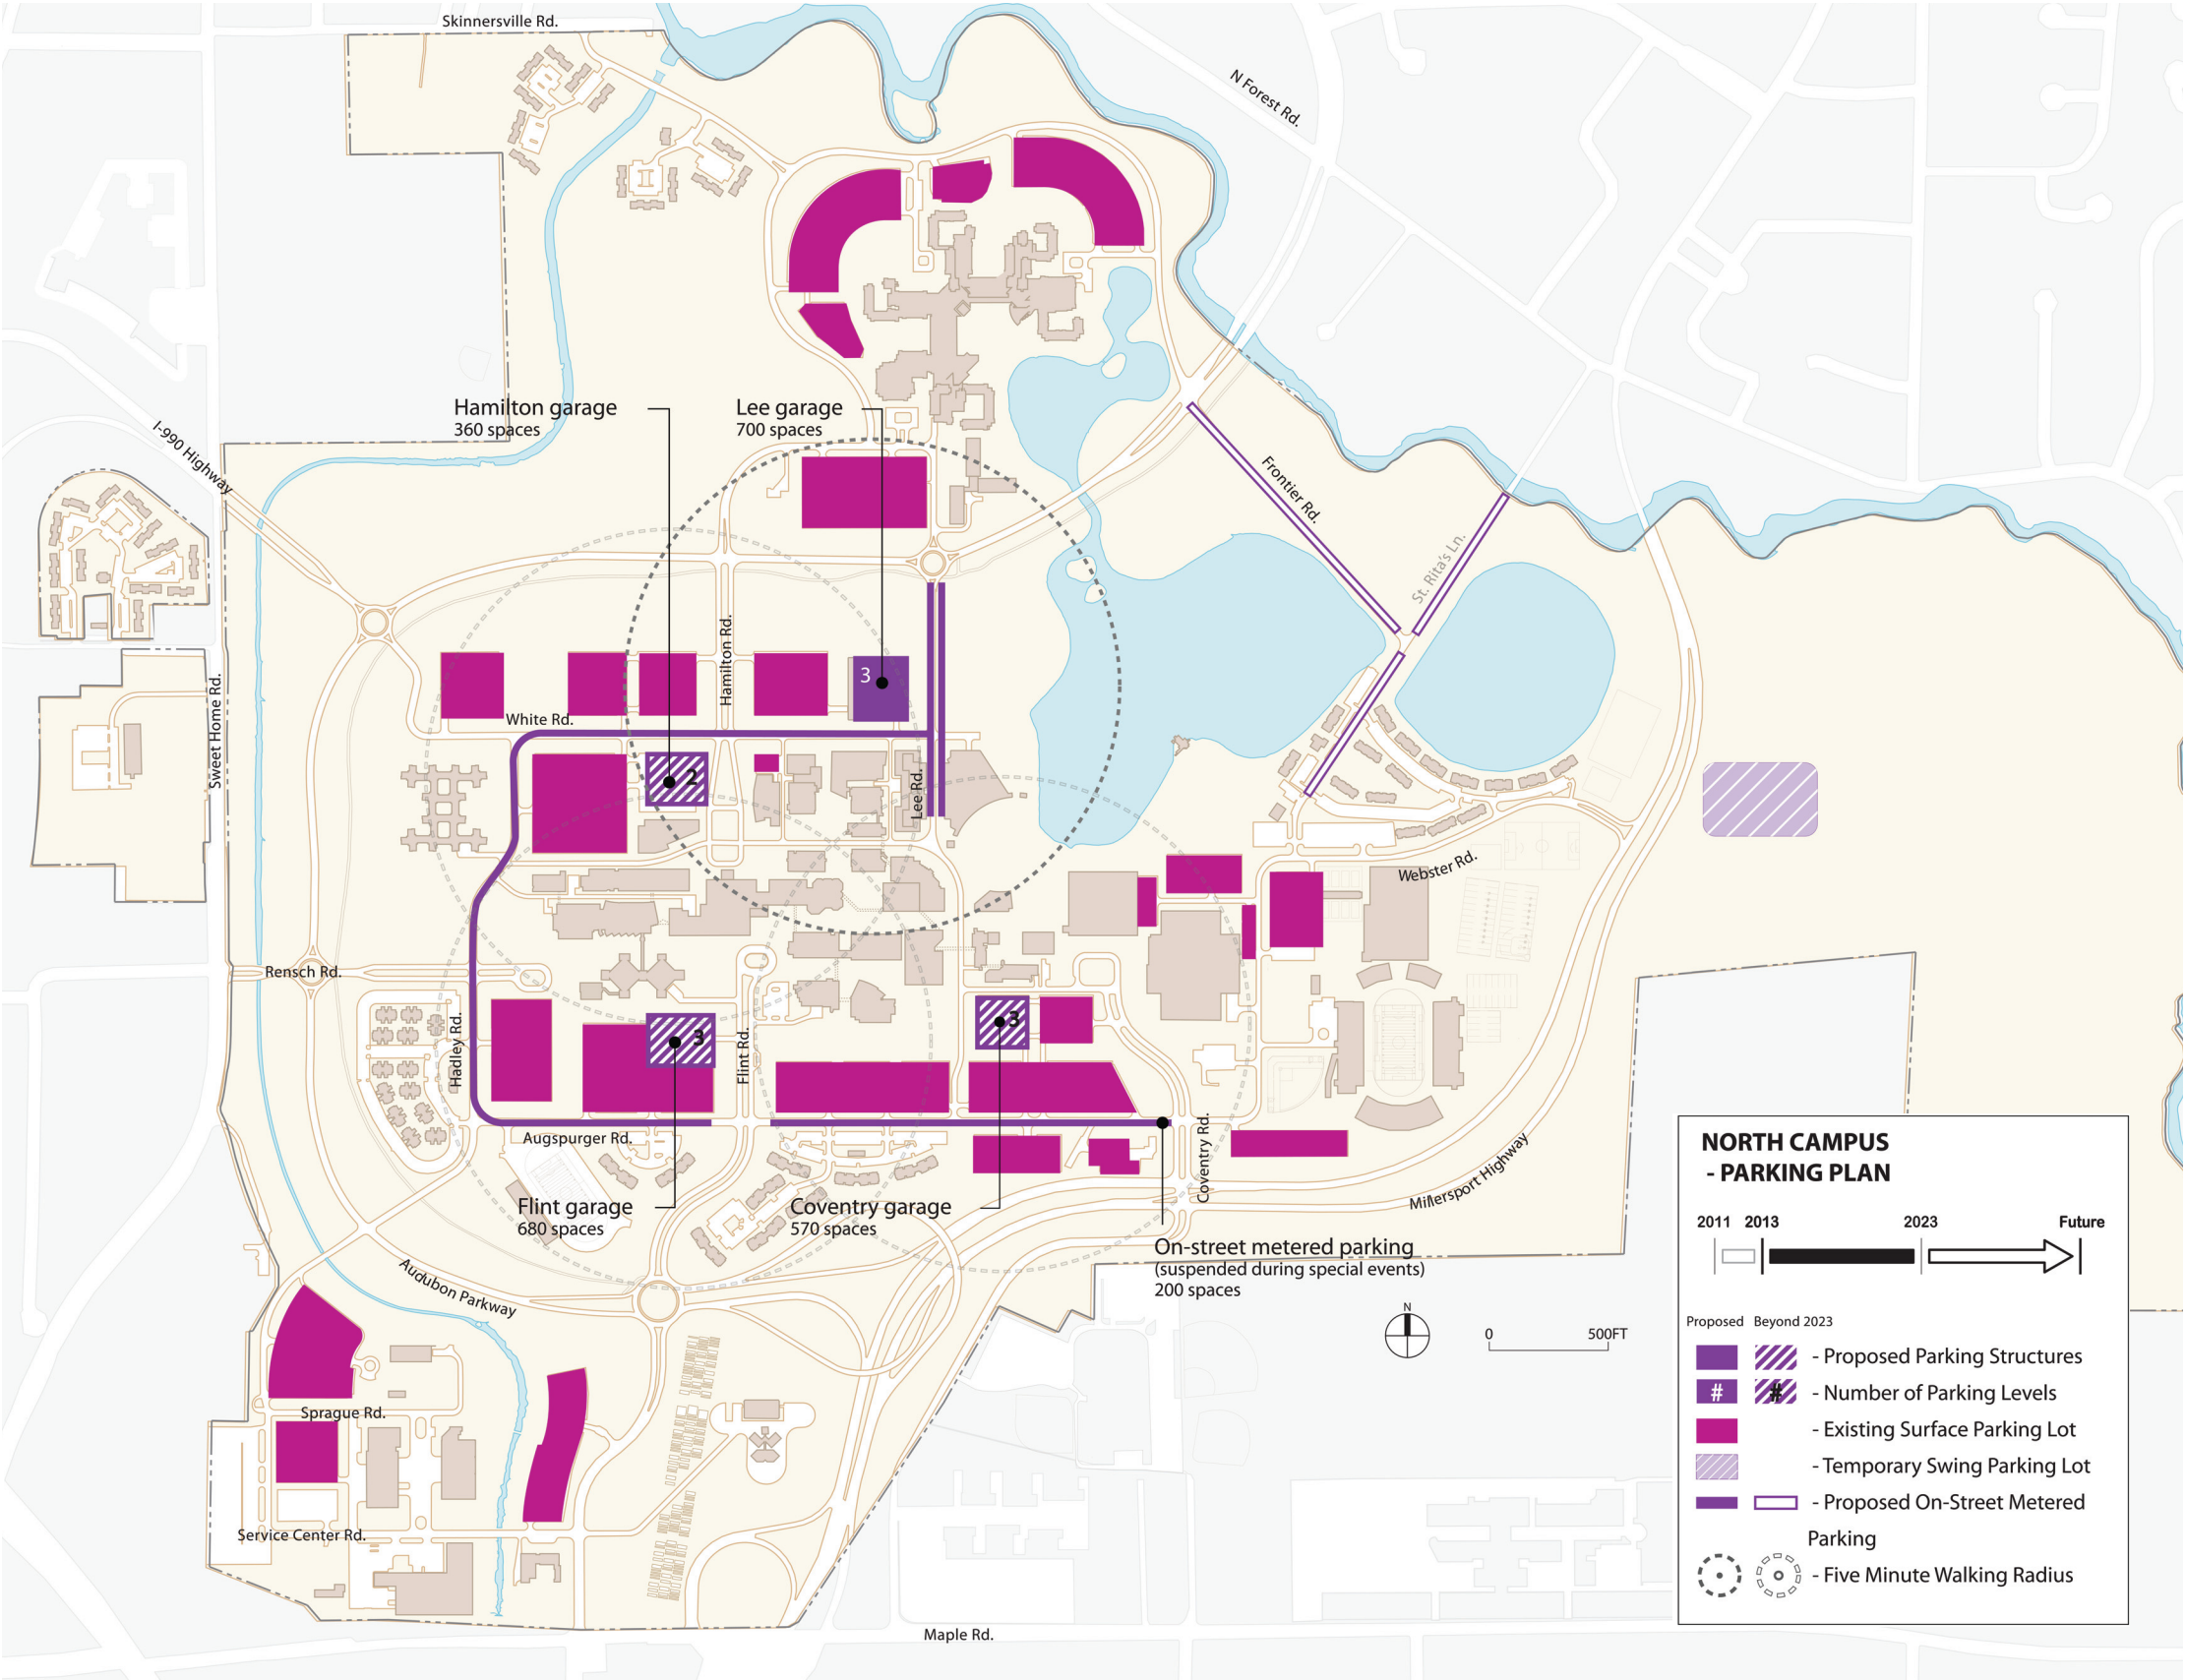 Skinnersville Rd.
N Forest Rd.
I-990 Highway
Hamilton garage
360 spaces
Lee garage
700 spaces
Frontier Rd.
St. Rita's Ln.
Hamilton Rd.
3
Sweet Home Rd.
White Rd.
2
Lee Rd.
Webster Rd.
Rensch Rd.
Hadley Rd.
3
Flint Rd.
3
Augspurger Rd.
Coventry Rd.
Millersport Highway
Flint garage
680 spaces
Coventry garage
570 spaces
On-street metered parking
(suspended during special events)
200 spaces
Audubon Parkway
Sprague Rd.
Service Center Rd.
Maple Rd.
N
0 500FT
NORTH CAMPUS
- PARKING PLAN
2011 2013 2023 Future
Proposed Beyond 2023
- Proposed Parking Structures
# # - Number of Parking Levels
- Existing Surface Parking Lot
- Temporary Swing Parking Lot
- Proposed On-Street Metered
Parking
- Five Minute Walking Radius